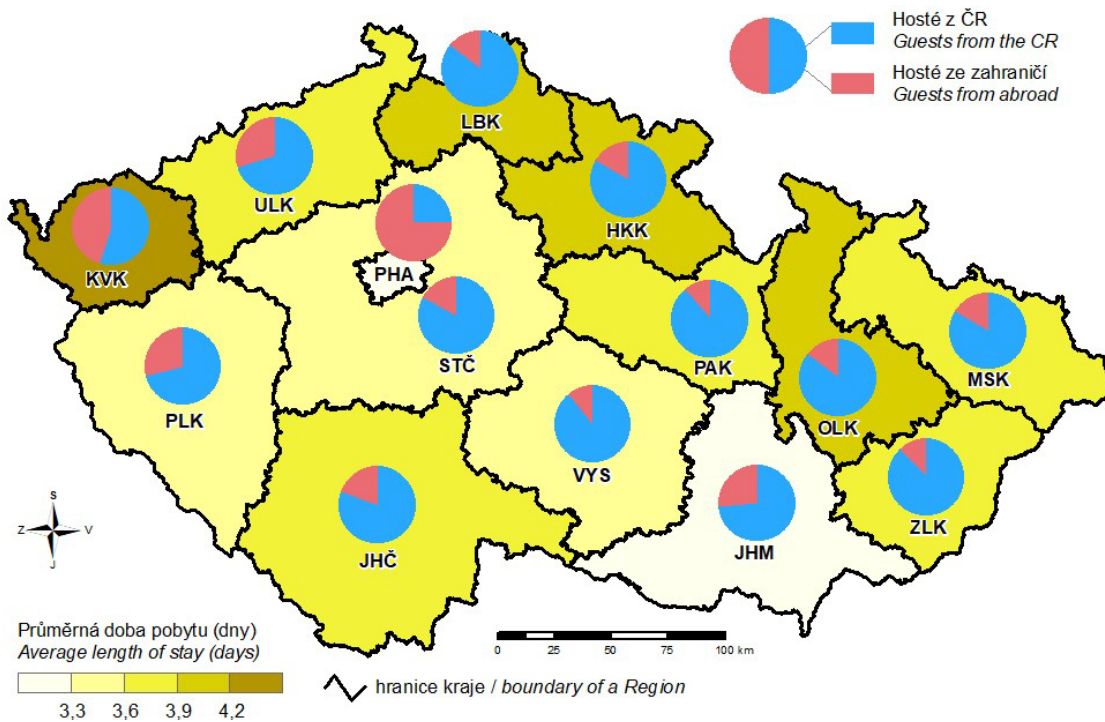 Hosté z ČR
Guests from the CR
Hosté ze zahraničí
Guests from abroad
LBK
ULK
HKK
KVK
PHA
STČ
PAK
MSK
PLK
OLK
VYS
ZLK
JHČ
JHM
S
Z V
J
Průměrná doba pobytu (dny)
Average length of stay (days)
3,3 3,6 3,9 4,2
0 25 50 100 km
hranice kraje / boundary of a Region